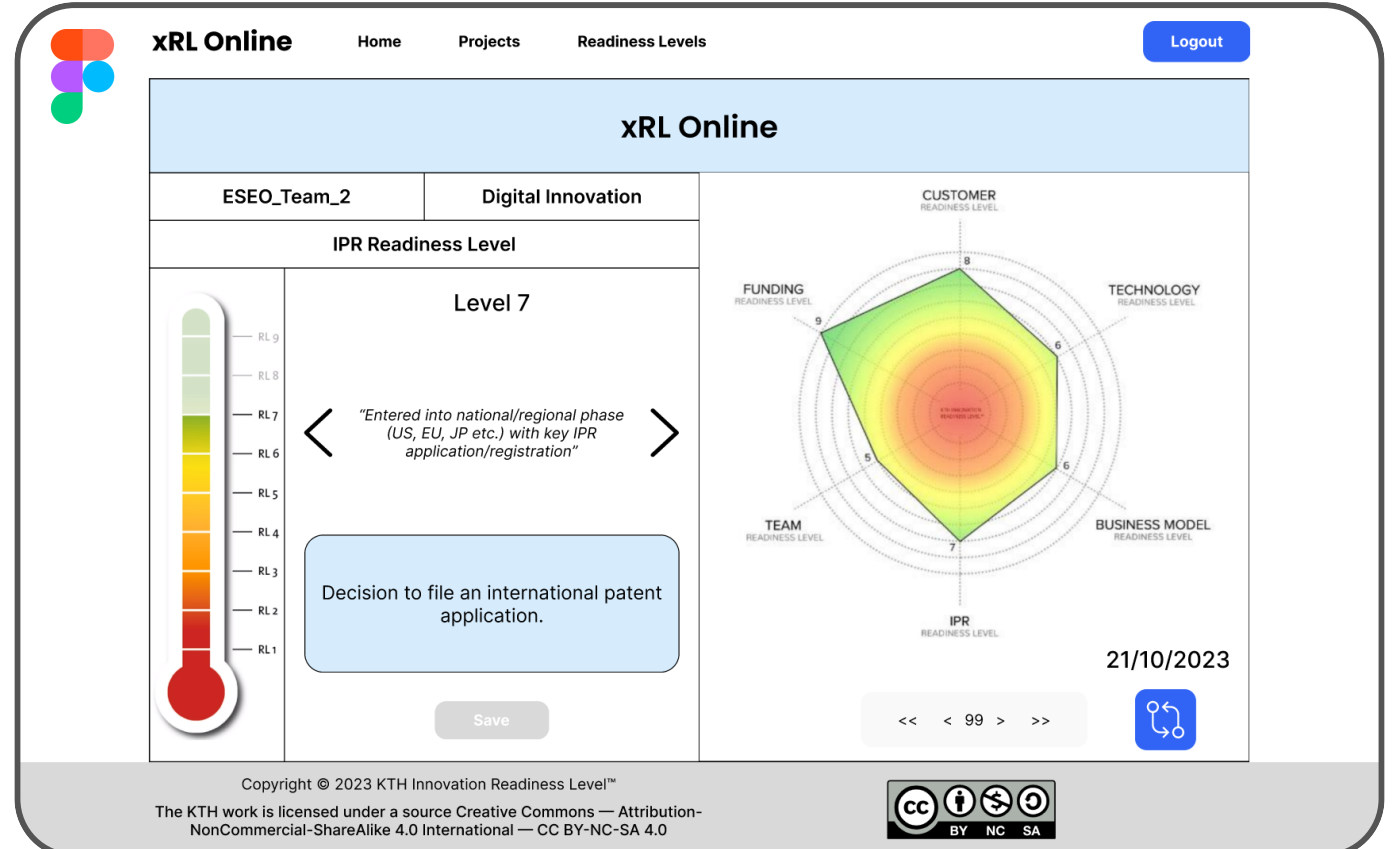 xRL Online
Home
Projects
Readiness Levels
Logout
xRL Online
ESEO_Team_2
Digital Innovation
IPR Readiness Level
Level 7
RL 9
RL 8
RL 7
RL 6
RL 5
RL 4
RL 3
RL 2
RL 1
“Entered into national/regional phase
(US, EU, JP etc.) with key IPR
application/registration”
Decision to file an international patent
application.
Save
CUSTOMER
READINESS LEVEL
8
FUNDING
READINESS LEVEL
9
TECHNOLOGY
READINESS LEVEL
6
KTH INNOVATION
READINESS LEVEL™
5
6
TEAM
READINESS LEVEL
BUSINESS MODEL
READINESS LEVEL
7
IPR
READINESS LEVEL
21/10/2023
<< < 99 > >>
Copyright © 2023 KTH Innovation Readiness Level™
The KTH work is licensed under a source Creative Commons — Attribution-
NonCommercial-ShareAlike 4.0 International — CC BY-NC-SA 4.0
cc
BY NC SA